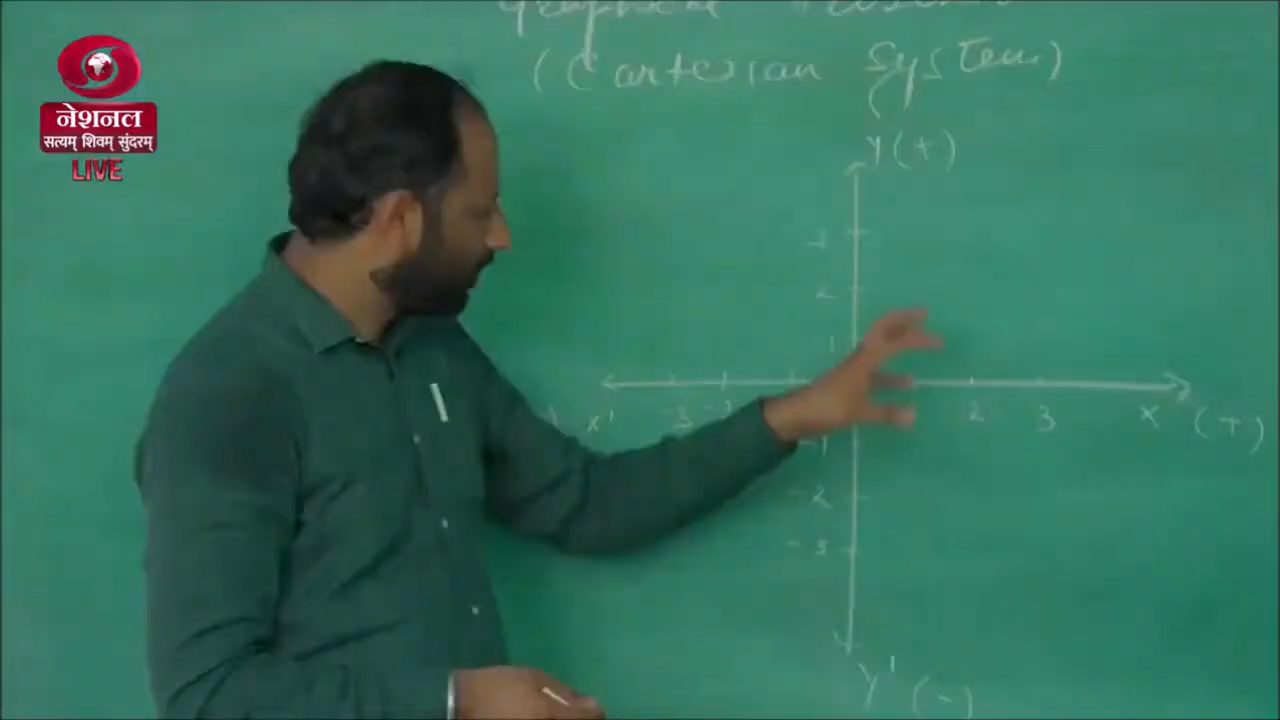 नेशनल
सत्यम् शिवम् सुंदरम्
LIVE
(Cartesian System)
Y(+)
3
2
1
X' -3 -2 2 3 X (+)
-1
-2
-3
Y' (-)